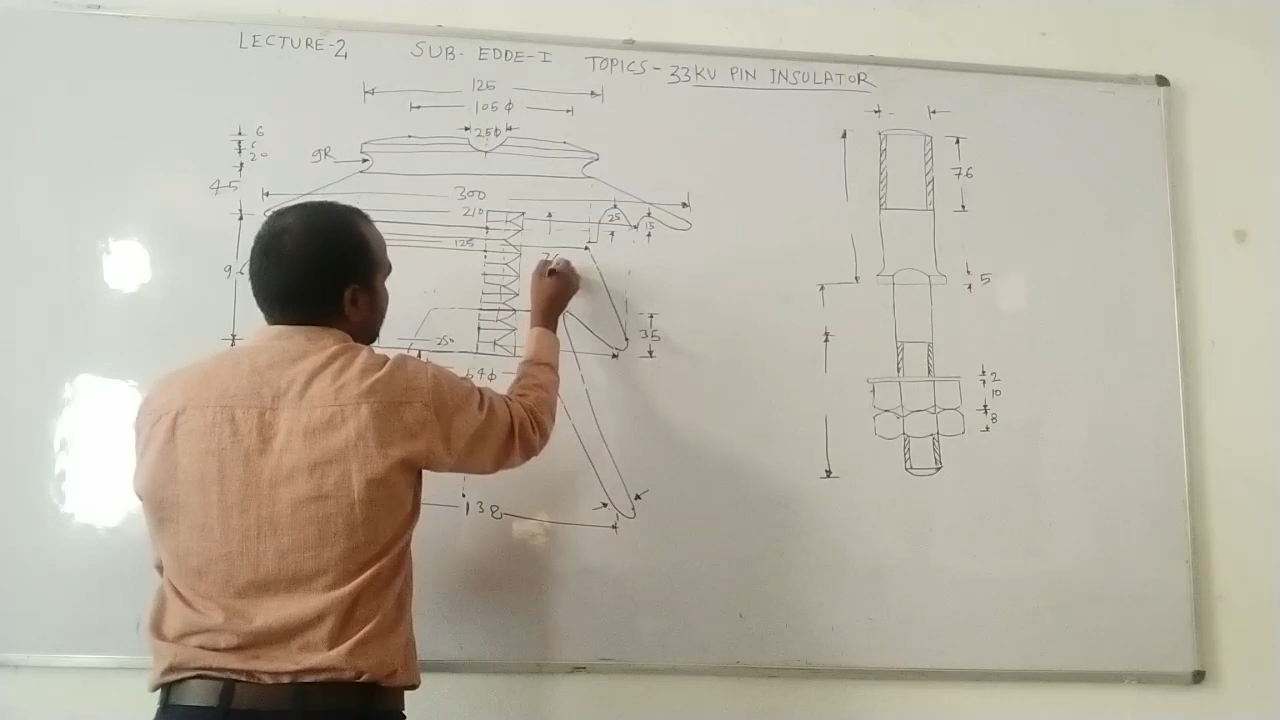 LECTURE-2
SUB- EDDE-I
TOPICS- 33KV PIN INSULATOR
125
105 φ
25φ
6
20
9R
45
300
210
25
15
125
9
35
250
64φ
138
76
5
2
10
8